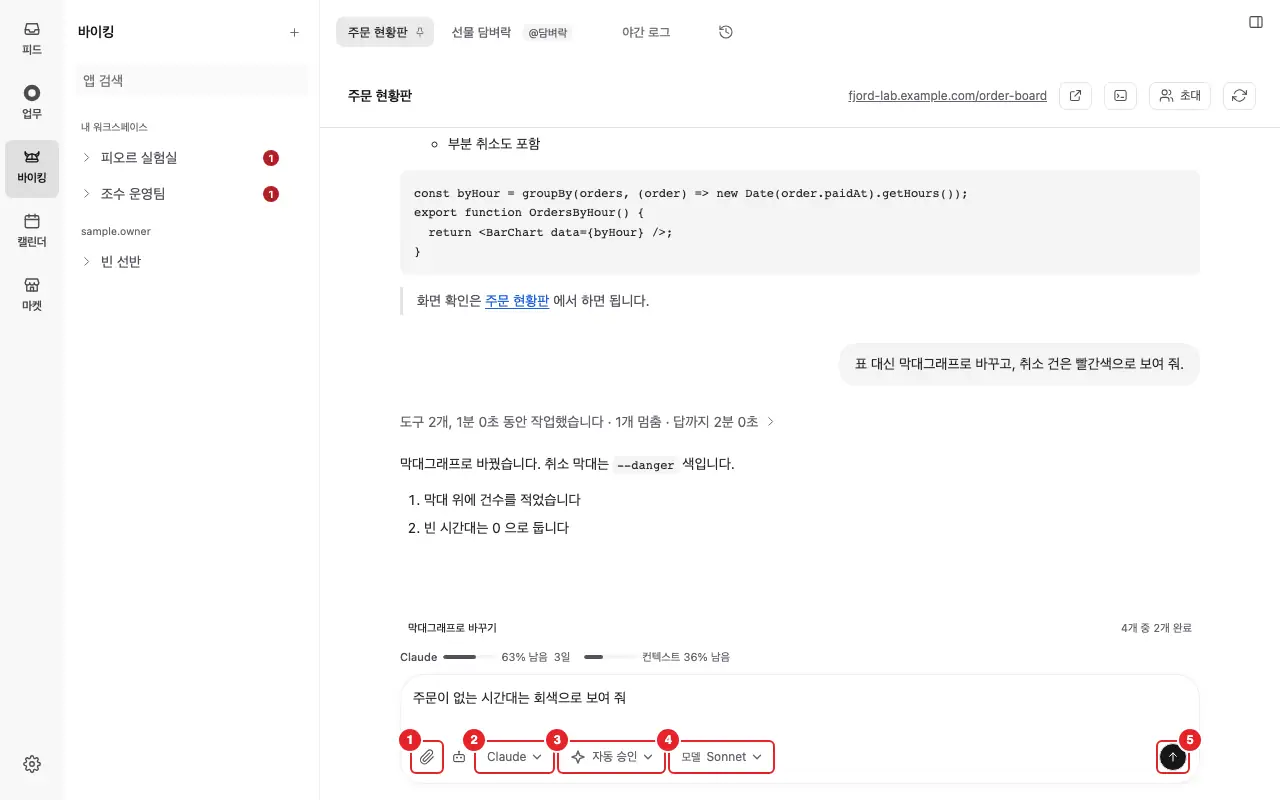 피드
업무
바이킹
캘린더
마켓
바이킹
앱 검색
내 워크스페이스
피오르 실험실 1
조수 운영팀 1
sample.owner
빈 선반
주문 현황판 선물 담벼락 @담벼락 야간 로그
주문 현황판 fjord-lab.example.com/order-board 초대
부분 취소도 포함
const byHour = groupBy(orders, (order) => new Date(order.paidAt).getHours());
export function OrdersByHour() {
  return <BarChart data={byHour} />;
}
화면 확인은 주문 현황판 에서 하면 됩니다.
표 대신 막대그래프로 바꾸고, 취소 건은 빨간색으로 보여 줘.
도구 2개, 1분 0초 동안 작업했습니다 · 1개 멈춤 · 답까지 2분 0초
막대그래프로 바꿨습니다. 취소 막대는 --danger 색입니다.
1. 막대 위에 건수를 적었습니다
2. 빈 시간대는 0 으로 둡니다
막대그래프로 바꾸기 4개 중 2개 완료
Claude 63% 남음 3일 컨텍스트 36% 남음
주문이 없는 시간대는 회색으로 보여 줘
1 2 3 4 5
Claude 자동 승인 모델 Sonnet